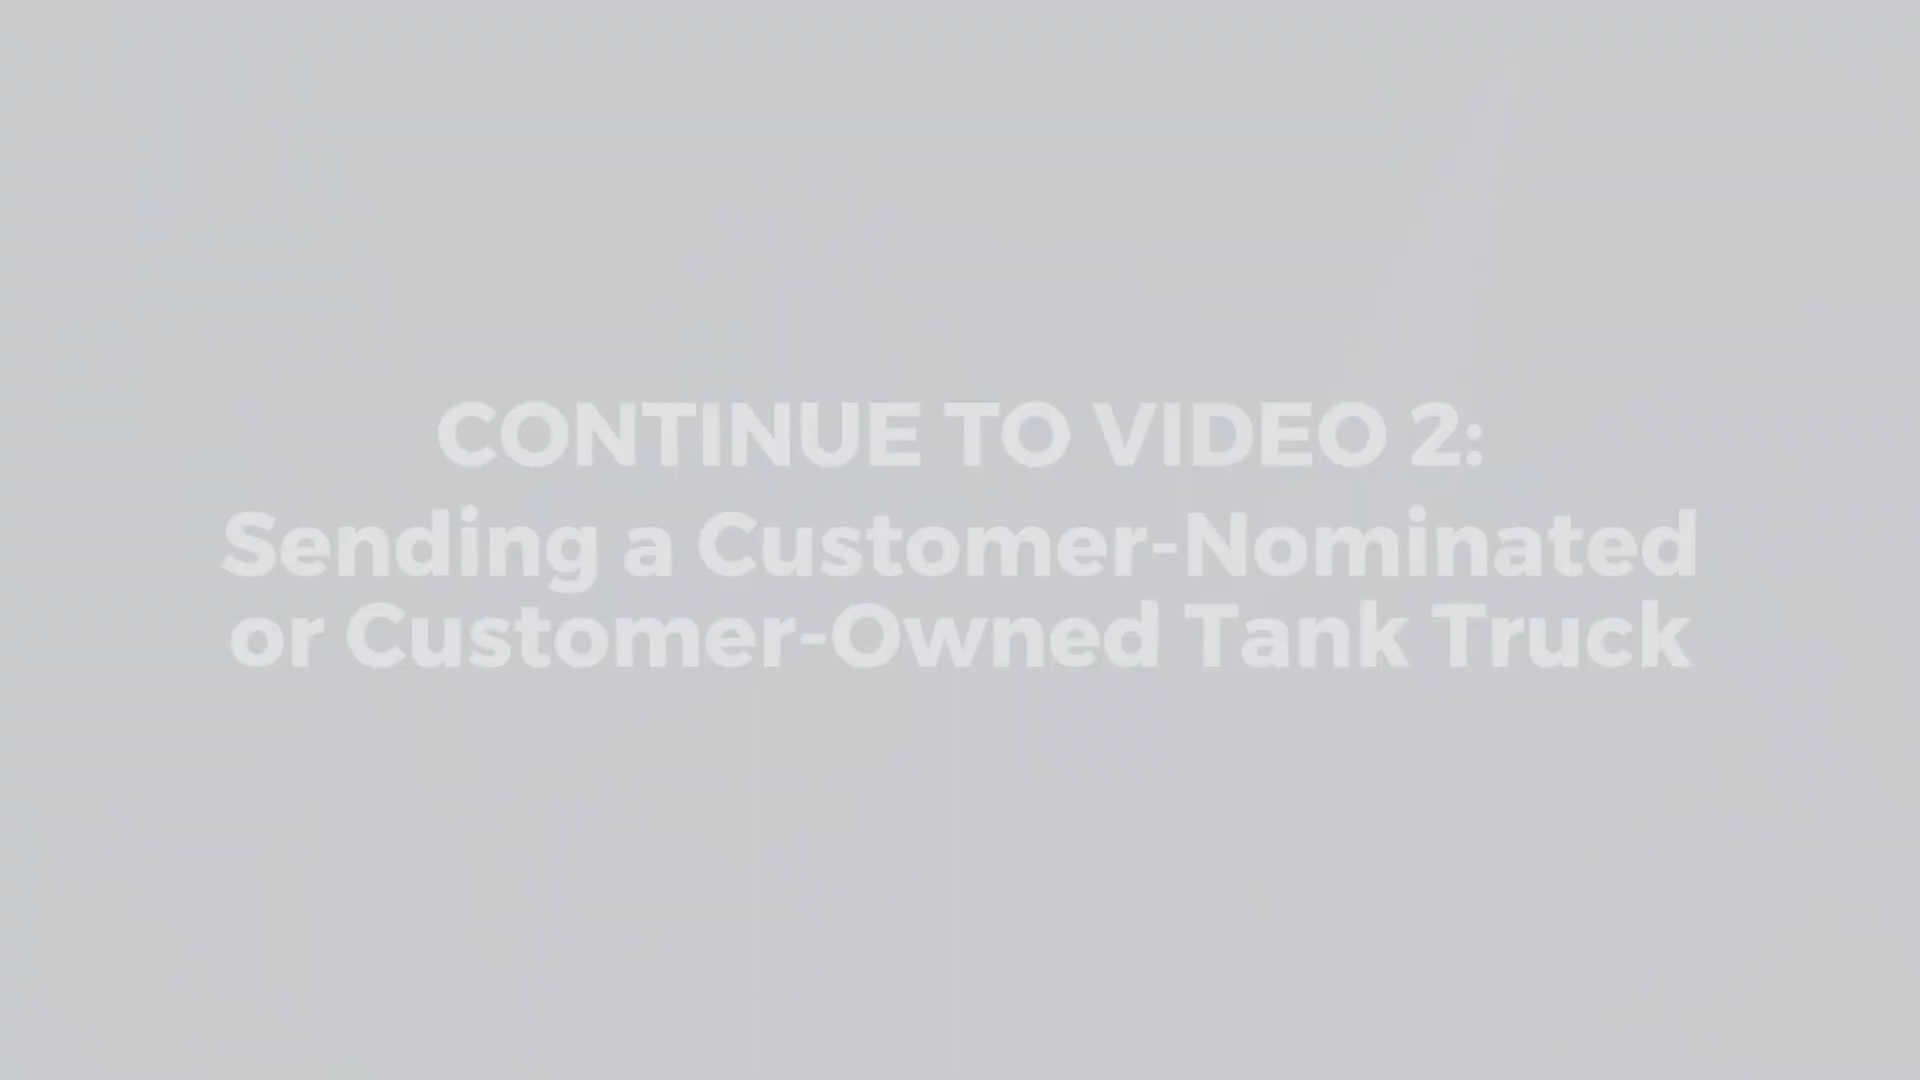 CONTINUE TO VIDEO 2:
Sending a Customer-Nominated
or Customer-Owned Tank Truck